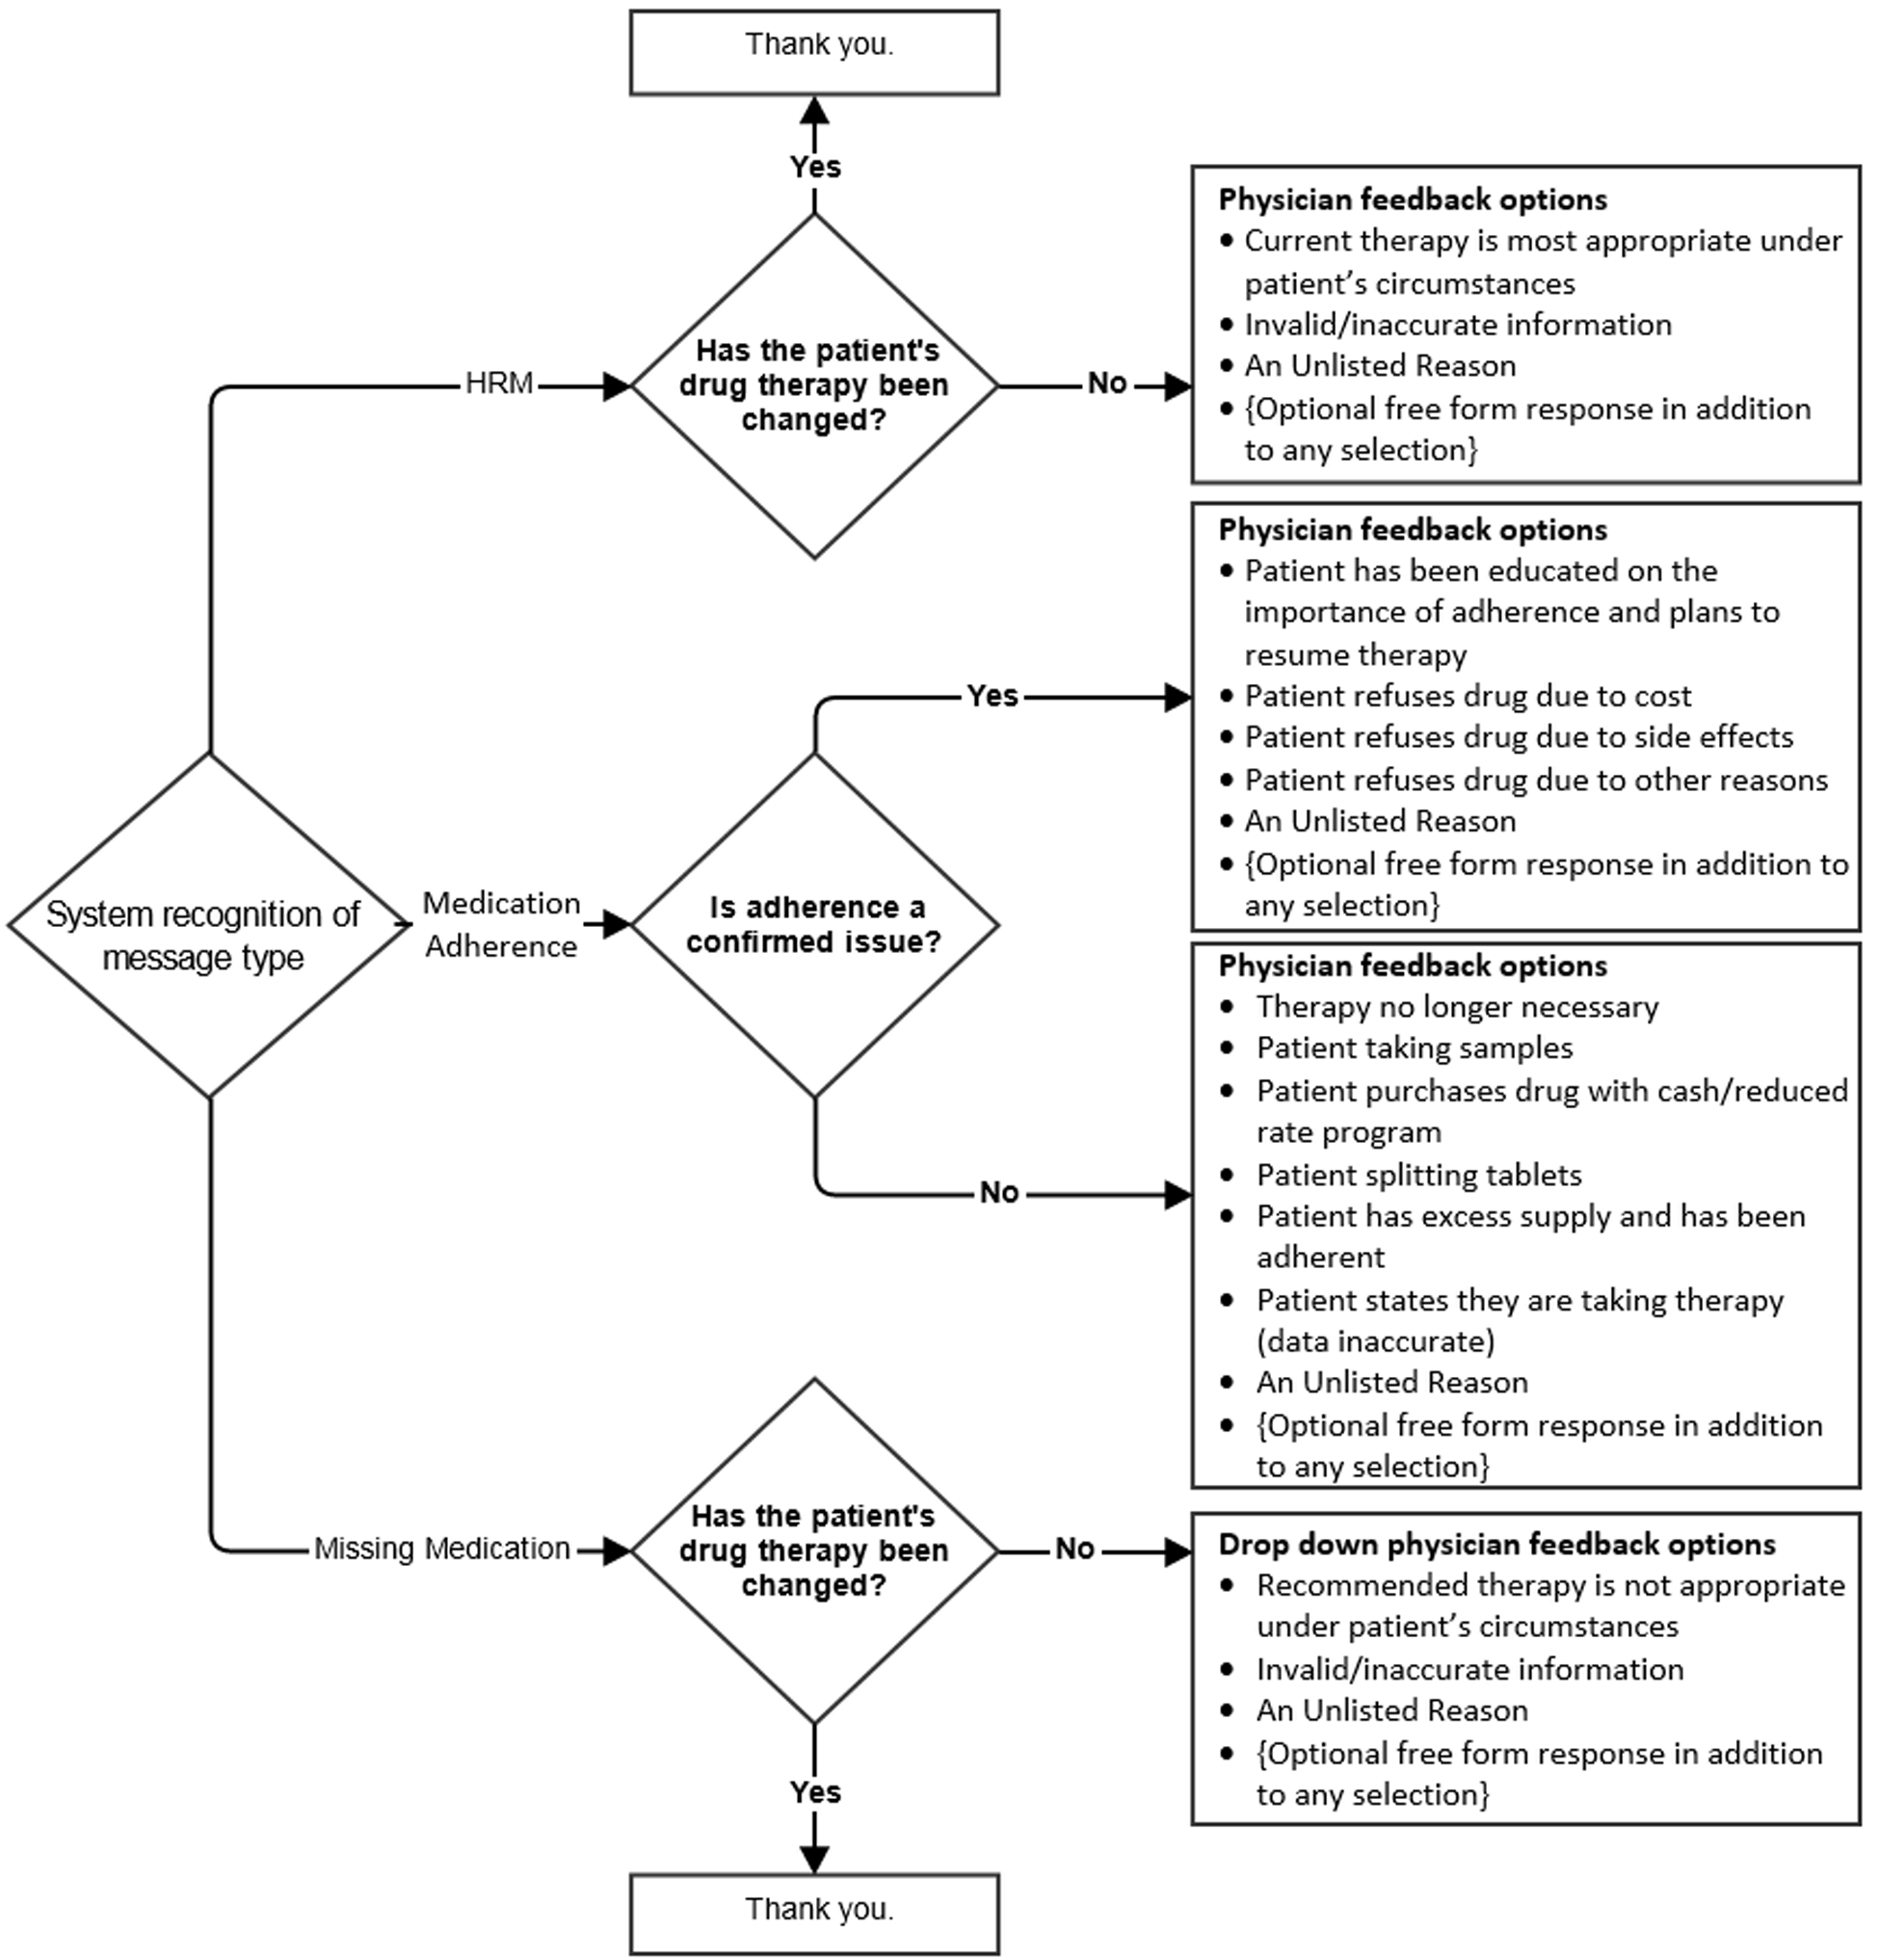 Thank you.
Yes
Has the patient's
drug therapy been
changed?
HRM
No
Physician feedback options
• Current therapy is most appropriate under
patient’s circumstances
• Invalid/inaccurate information
• An Unlisted Reason
• {Optional free form response in addition
to any selection}
System recognition of
message type
Medication
Adherence
Is adherence a
confirmed issue?
Yes
Physician feedback options
• Patient has been educated on the
importance of adherence and plans to
resume therapy
• Patient refuses drug due to cost
• Patient refuses drug due to side effects
• Patient refuses drug due to other reasons
• An Unlisted Reason
• {Optional free form response in addition to
any selection}
No
Physician feedback options
• Therapy no longer necessary
• Patient taking samples
• Patient purchases drug with cash/reduced
rate program
• Patient splitting tablets
• Patient has excess supply and has been
adherent
• Patient states they are taking therapy
(data inaccurate)
• An Unlisted Reason
• {Optional free form response in addition
to any selection}
Missing Medication
Has the patient's
drug therapy been
changed?
No
Drop down physician feedback options
• Recommended therapy is not appropriate
under patient’s circumstances
• Invalid/inaccurate information
• An Unlisted Reason
• {Optional free form response in addition
to any selection}
Yes
Thank you.